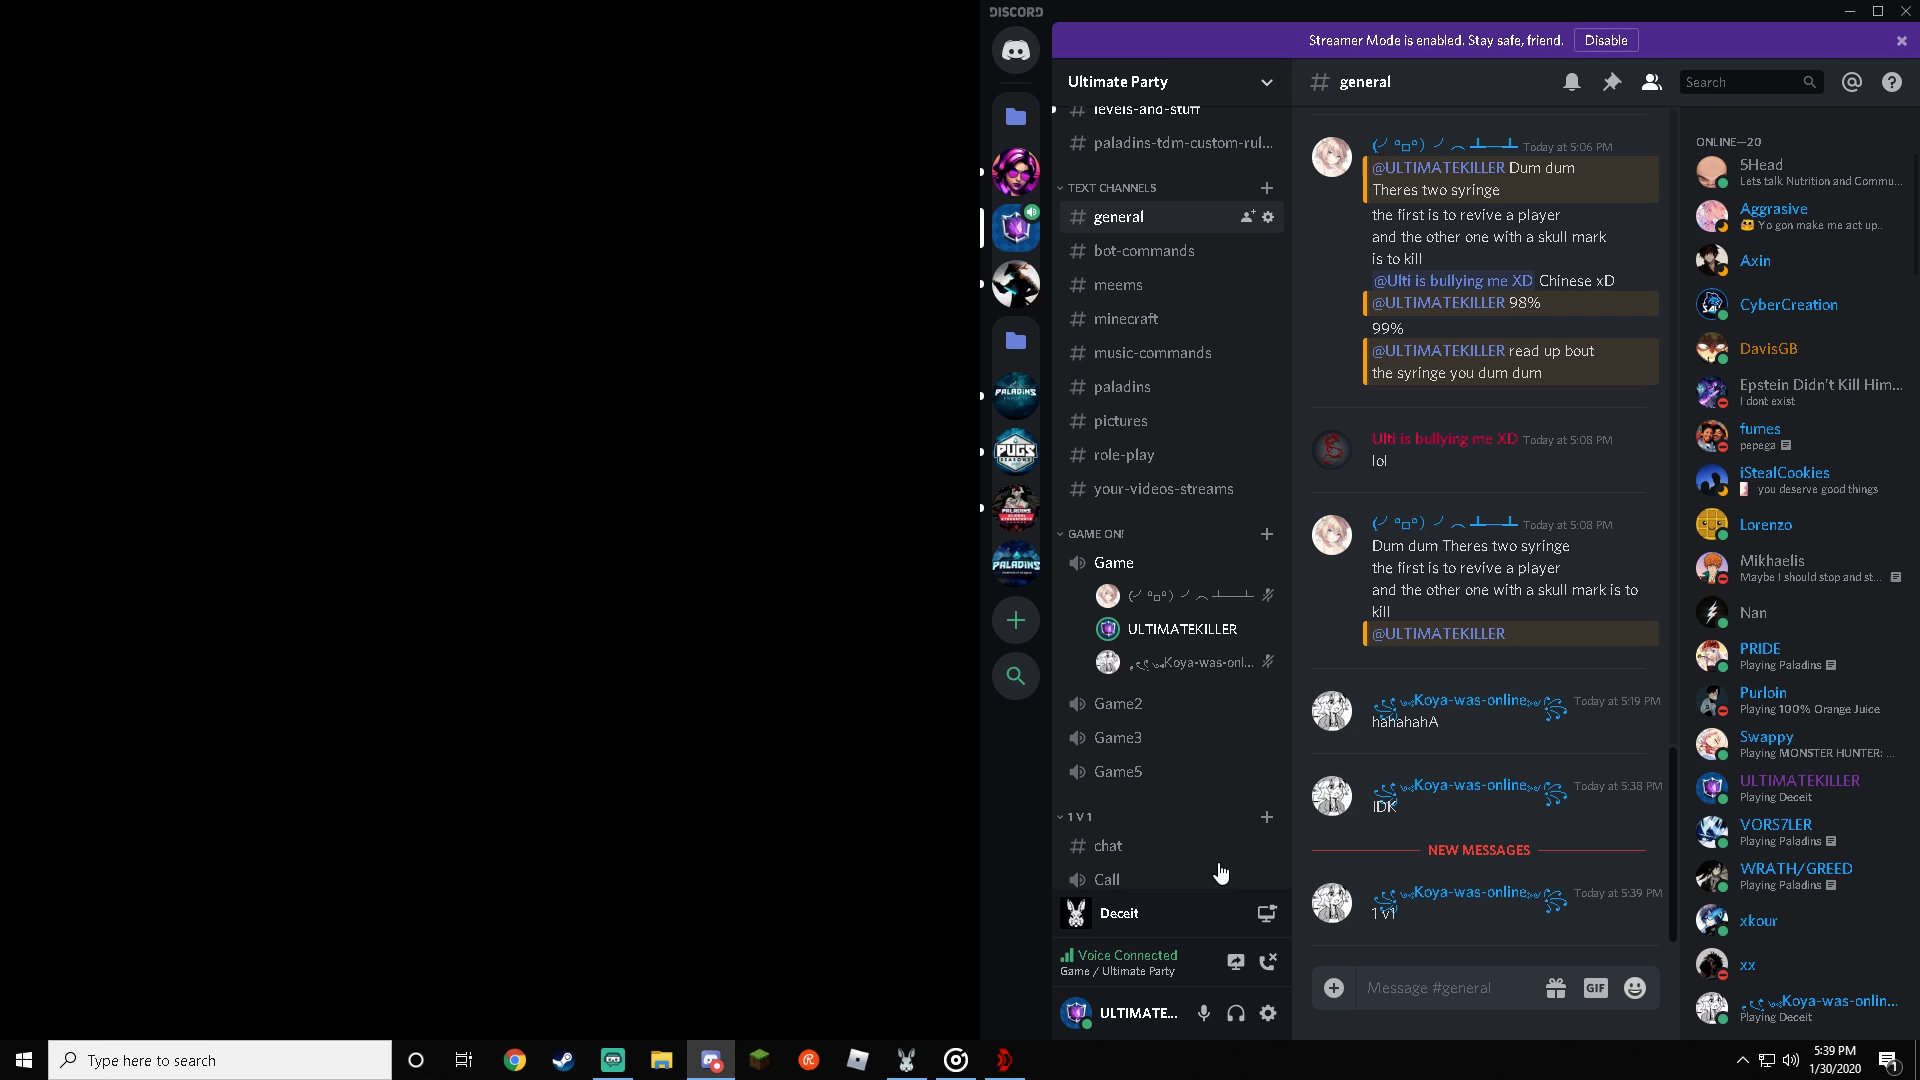 DISCORD
Streamer Mode is enabled. Stay safe, friend.
Disable
Ultimate Party
levels-and-stuff
paladins-tdm-custom-rul...
TEXT CHANNELS
general
bot-commands
meems
minecraft
music-commands
paladins
pictures
role-play
your-videos-streams
GAME ON!
Game
(╯°□°)╯︵ ┻━┻
ULTIMATEKILLER
Koya-was-onl...
Game2
Game3
Game5
1V1
chat
Call
Deceit
Voice Connected
Game / Ultimate Party
ULTIMATE...
PALADINS
PUGS
PALADINS
PALADINS
# general
Search
(╯°□°)╯︵ ┻━┻ Today at 5:06 PM
@ULTIMATEKILLER Dum dum
Theres two syringe
the first is to revive a player
and the other one with a skull mark
is to kill
@Ulti is bullying me XD Chinese xD
@ULTIMATEKILLER 98%
99%
@ULTIMATEKILLER read up bout
the syringe you dum dum
Ulti is bullying me XD Today at 5:08 PM
lol
(╯°□°)╯︵ ┻━┻ Today at 5:08 PM
Dum dum Theres two syringe
the first is to revive a player
and the other one with a skull mark is to
kill
@ULTIMATEKILLER
Koya-was-online Today at 5:19 PM
hahahahA
Koya-was-online Today at 5:38 PM
IDK
NEW MESSAGES
Koya-was-online Today at 5:39 PM
1v1
Message #general
GIF
ONLINE—20
5Head
Lets talk Nutrition and Commu...
Aggrasive
Yo gon make me act up..
Axin
CyberCreation
DavisGB
Epstein Didn't Kill Him...
I dont exist
fumes
pepega
iStealCookies
you deserve good things
Lorenzo
Mikhaelis
Maybe I should stop and st...
Nan
PRIDE
Playing Paladins
Purloin
Playing 100% Orange Juice
Swappy
Playing MONSTER HUNTER: ...
ULTIMATEKILLER
Playing Deceit
VORS7LER
Playing Paladins
WRATH/GREED
Playing Paladins
xkour
xx
Koya-was-onlin...
Playing Deceit
Type here to search
5:39 PM
1/30/2020
1